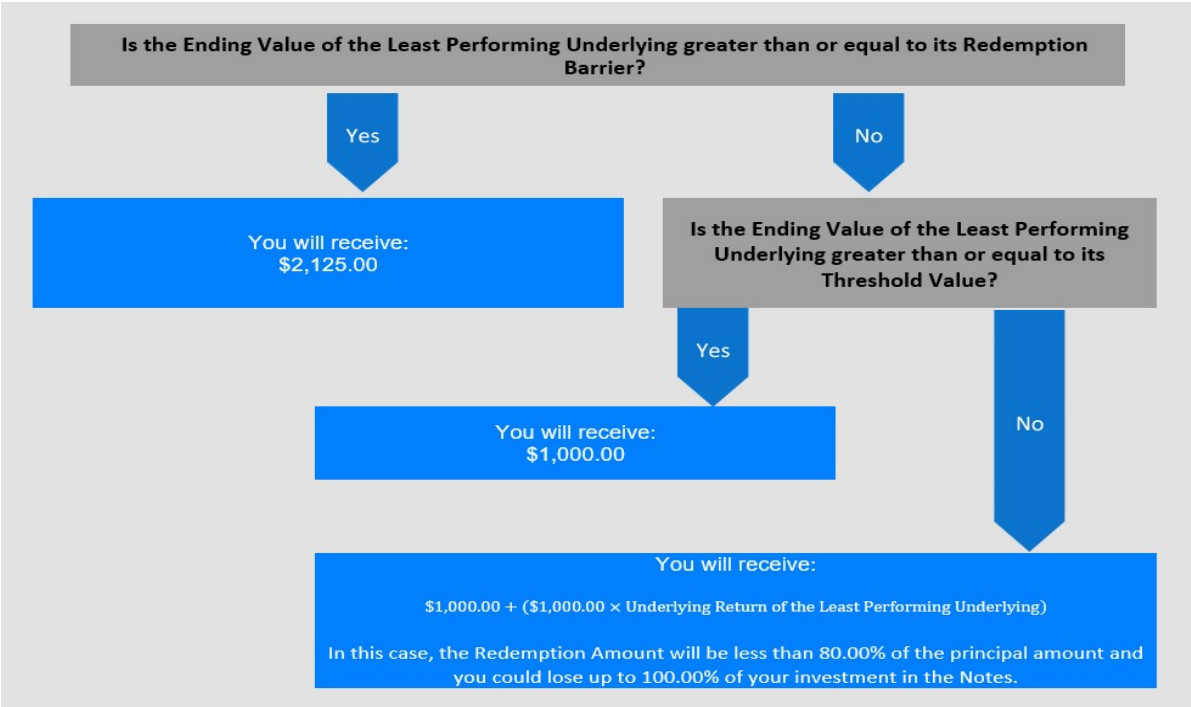 Is the Ending Value of the Least Performing Underlying greater than or equal to its Redemption
Barrier?
Yes
No
You will receive:
$2,125.00
Is the Ending Value of the Least Performing
Underlying greater than or equal to its
Threshold Value?
Yes
No
You will receive:
$1,000.00
You will receive:
$1,000.00 + ($1,000.00 × Underlying Return of the Least Performing Underlying)
In this case, the Redemption Amount will be less than 80.00% of the principal amount and
you could lose up to 100.00% of your investment in the Notes.